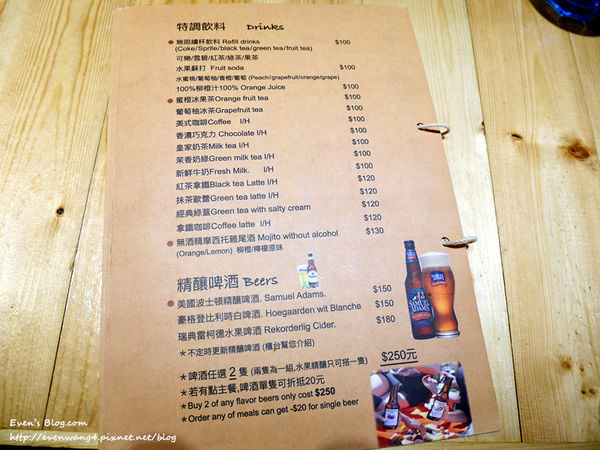 特調飲料 Drinks
無限續杯飲料 Refill drinks $100
(Coke/Sprite/black tea/green tea/fruit tea)
可樂/雪碧/紅茶/綠茶/果茶
水果蘇打 Fruit soda $100
水蜜桃/葡萄柚/香橙/葡萄 (Peach/grapefruit/orange/grape)
100%柳橙汁100% Orange Juice $100
蜜橙冰果茶Orange fruit tea $100
葡萄柚冰茶Grapefruit tea $100
美式咖啡Coffee I/H $100
香濃巧克力 Chocolate I/H $100
皇家奶茶Milk tea I/H $100
茉香奶綠Green milk tea I/H $100
新鮮牛奶Fresh Milk. I/H $100
紅茶拿鐵Black tea Latte I/H $120
抹茶歐蕾Green tea latte I/H $120
經典綠蓋Green tea with salty cream $120
拿鐵咖啡Coffee latte I/H $120
無酒精摩西托雞尾酒 Mojito without alcohol $130
(Orange/Lemon) 柳橙/檸檬原味
精釀啤酒 Beers
美國波士頓精釀啤酒. Samuel Adams. $150
豪格登比利時白啤酒. Hoegaarden wit Blanche $150
瑞典雷柯德水果啤酒 Rekorderlig Cider. $180
*不定時更新精釀啤酒 (櫃台幫您介紹)
*啤酒任選 2 隻 (兩隻為一組,水果精釀只可搭一隻) $250元
*若有點主餐,啤酒單隻可折抵20元
*Buy 2 of any flavor beers only cost $250
*Order any of meals can get -$20 for single beer
SAMUEL ADAMS
Even's Blog.com
http://evenwang4.pixnet.net/blog